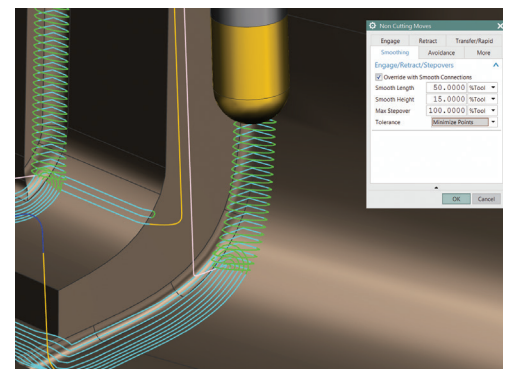 Non Cutting Moves
Engage Retract Transfer/Rapid
Smoothing Avoidance More
Engage/Retract/Stepovers
Override with Smooth Connections
Smooth Length 50.0000 %Tool
Smooth Height 15.0000 %Tool
Max Stepover 100.0000 %Tool
Tolerance Minimize Points
OK Cancel